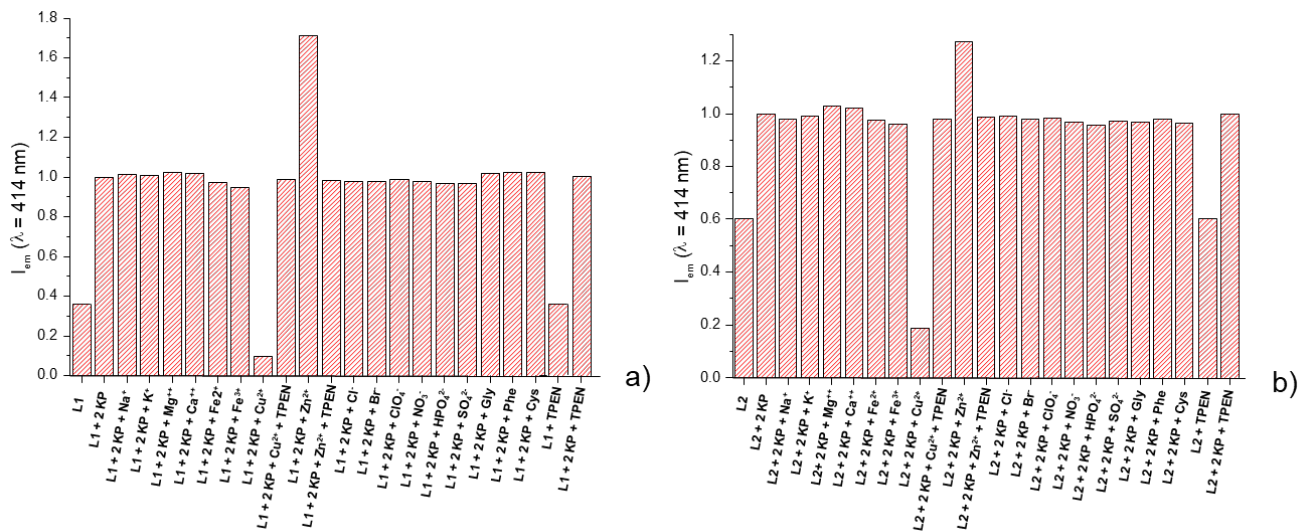 1.8
1.6
1.4
1.2
1.0
0.8
0.6
0.4
0.2
0.0
Iem (λ = 414 nm)
L1
L1 + 2 KP
L1 + 2 KP + Na⁺
L1 + 2 KP + K⁺
L1 + 2 KP + Mg⁺⁺
L1 + 2 KP + Ca⁺⁺
L1 + 2 KP + Fe2⁺
L1 + 2 KP + Fe³⁺
L1 + 2 KP + Cu²⁺
L1 + 2 KP + Cu²⁺ + TPEN
L1 + 2 KP + Zn²⁺
L1 + 2 KP + Zn²⁺ + TPEN
L1 + 2 KP + Cl⁻
L1 + 2 KP + Br⁻
L1 + 2 KP + ClO₄⁻
L1 + 2 KP + NO₃⁻
L1 + 2 KP + HPO₄²⁻
L1 + 2 KP + SO₄²⁻
L1 + 2 KP + Gly
L1 + 2 KP + Phe
L1 + 2 KP + Cys
L1 + TPEN
L1 + 2 KP + TPEN
a)
1.2
1.0
0.8
0.6
0.4
0.2
0.0
Iem (λ = 414 nm)
L2
L2 + 2 KP
L2 + 2 KP + Na⁺
L2 + 2 KP + K⁺
L2+ 2 KP + Mg⁺⁺
L2 + 2 KP + Ca⁺⁺
L2 + 2 KP + Fe²⁺
L2 + 2 KP + Fe³⁺
L2 + 2 KP + Cu²⁺
L2 + 2 KP + Cu²⁺ + TPEN
L2 + 2 KP + Zn²⁺
L2 + 2 KP + Zn²⁺ + TPEN
L2 + 2 KP + Cl⁻
L2 + 2 KP + Br⁻
L2 + 2 KP + ClO₄⁻
L2 + 2 KP + NO₃⁻
L2 + 2 KP + HPO₄²⁻
L2 + 2 KP + SO₄²⁻
L2 + 2 KP + Gly
L2 + 2 KP + Phe
L2 + 2 KP + Cys
L2 + TPEN
L2 + 2 KP + TPEN
b)